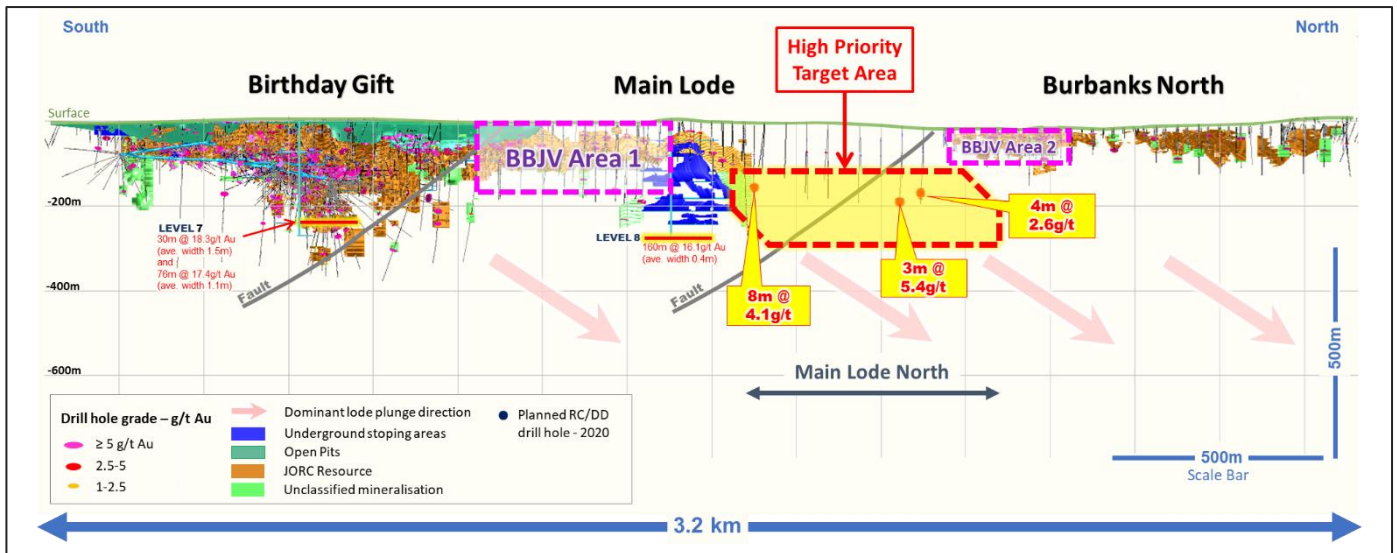 South
North
High Priority
Target Area
Birthday Gift
Main Lode
Burbanks North
Surface
BBJV Area 1
BBJV Area 2
-200m
LEVEL 7
30m @ 18.3g/t Au
(ave. width 1.5m)
and {
76m @ 17.4g/t Au
(ave. width 1.1m)
LEVEL 8
160m @ 16.1g/t Au
(ave. width 0.4m)
4m @
2.6g/t
3m @
5.4g/t
8m @
4.1g/t
Fault
Fault
-400m
-600m
Main Lode North
500m
500m
Scale Bar
Drill hole grade – g/t Au
≥ 5 g/t Au
2.5-5
1-2.5
Dominant lode plunge direction
Underground stoping areas
Open Pits
JORC Resource
Unclassified mineralisation
Planned RC/DD
drill hole - 2020
3.2 km